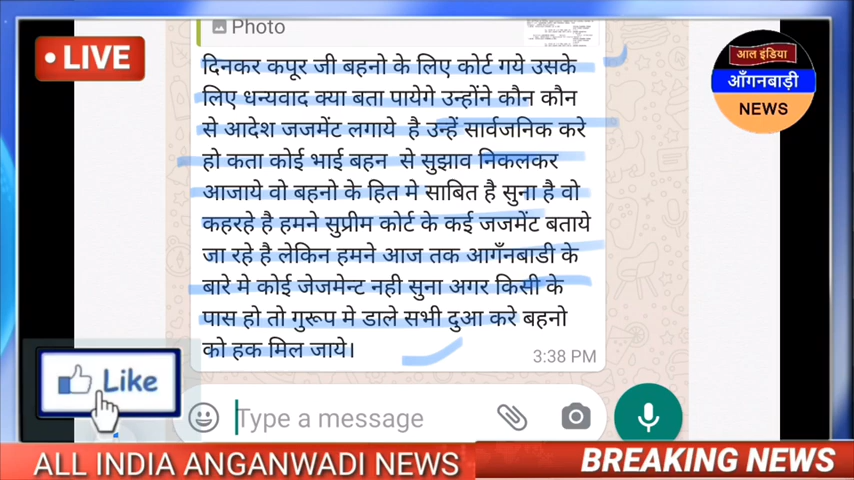 Photo
LIVE
आल इंडिया
आँगनबाड़ी
NEWS
दिनकर कपूर जी बहनो के लिए कोर्ट गये उसके
लिए धन्यवाद क्या बता पायेगे उन्होंने कौन कौन
से आदेश जजमेंट लगाये है उन्हें सार्वजनिक करे
हो कता कोई भाई बहन से सुझाव निकलकर
आजाये वो बहनो के हित मे साबित है सुना है वो
कहरहे है हमने सुप्रीम कोर्ट के कई जजमेंट बताये
जा रहे है लेकिन हमने आज तक आगँनबाडी के
बारे मे कोई जेजमेन्ट नही सुना अगर किसी के
पास हो तो गुरूप मे डाले सभी दुआ करे बहनो
को हक मिल जाये।
3:38 PM
Like
Type a message
ALL INDIA ANGANWADI NEWS
BREAKING NEWS